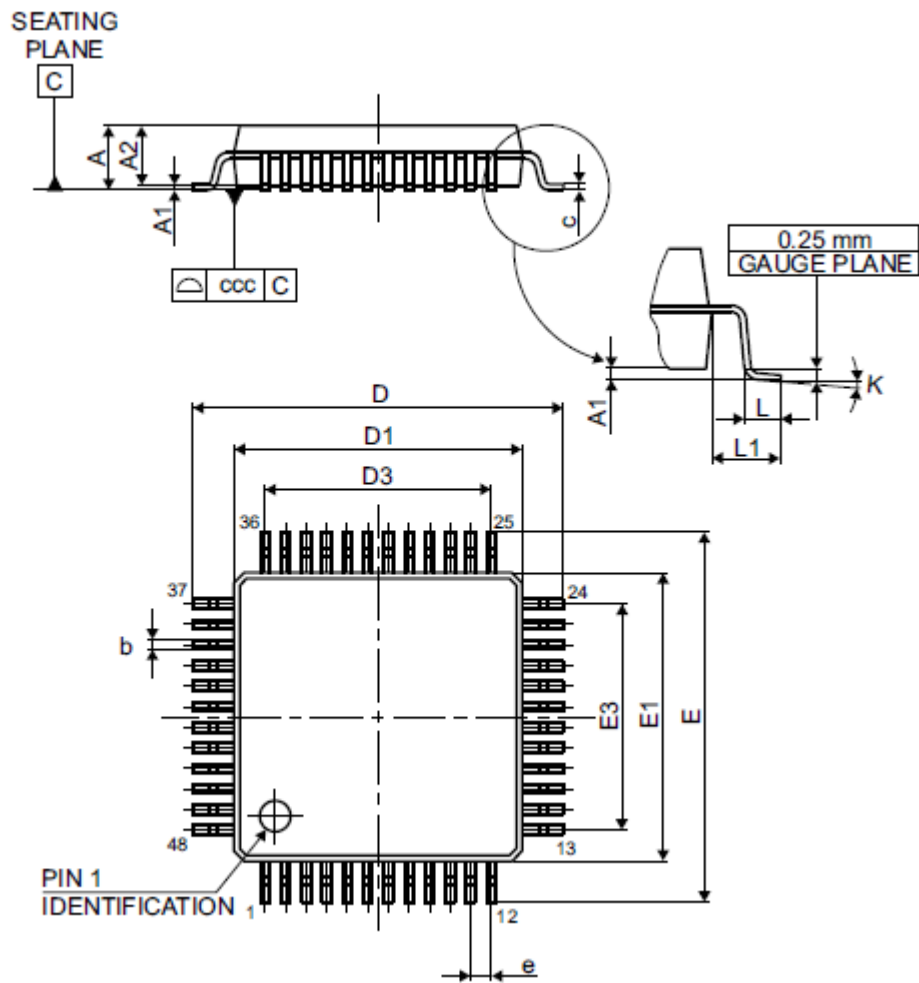 SEATING
PLANE
C
A
A2
A1
c
ccc C
0.25 mm
GAUGE PLANE
A1
K
L
L1
D
D1
D3
36
25
37
24
b
E3
E1
E
48
13
PIN 1
IDENTIFICATION
1
12
e